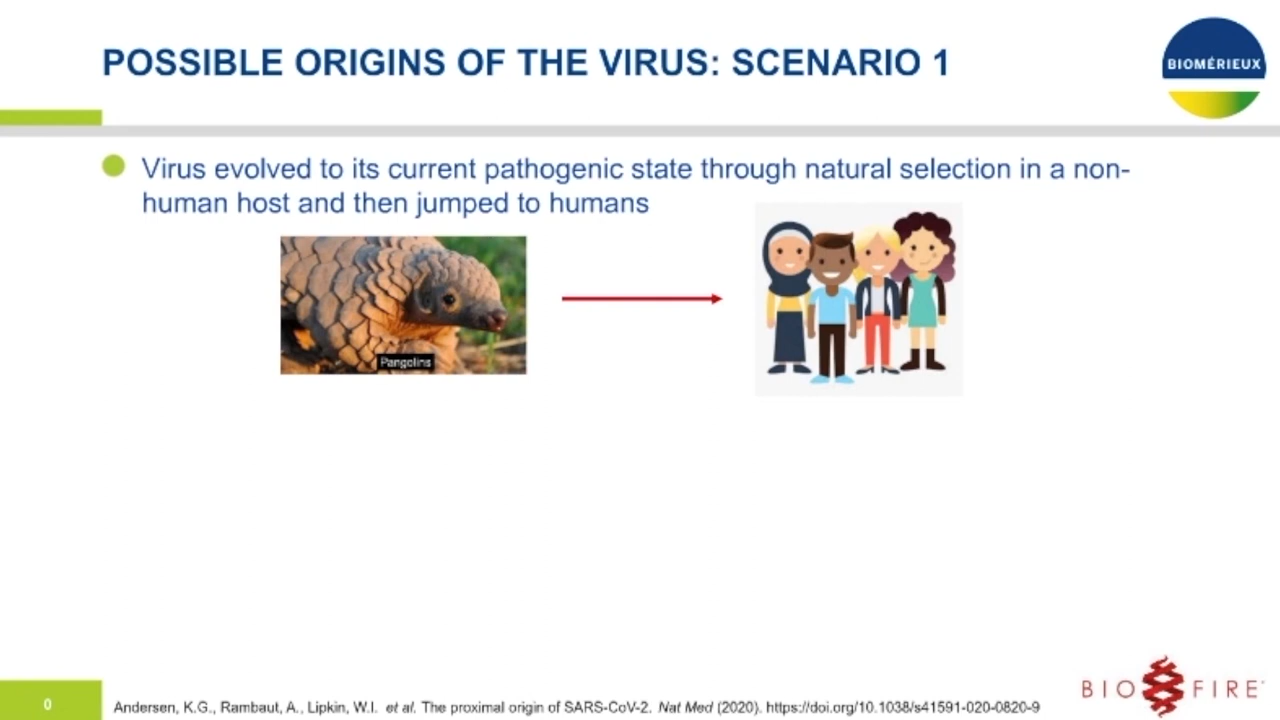 POSSIBLE ORIGINS OF THE VIRUS: SCENARIO 1
BIOMÉRIEUX
Virus evolved to its current pathogenic state through natural selection in a non-
human host and then jumped to humans
Pangolins
0
Andersen, K.G., Rambaut, A., Lipkin, W.I. et al. The proximal origin of SARS-CoV-2. Nat Med (2020). https://doi.org/10.1038/s41591-020-0820-9
BIO FIRE